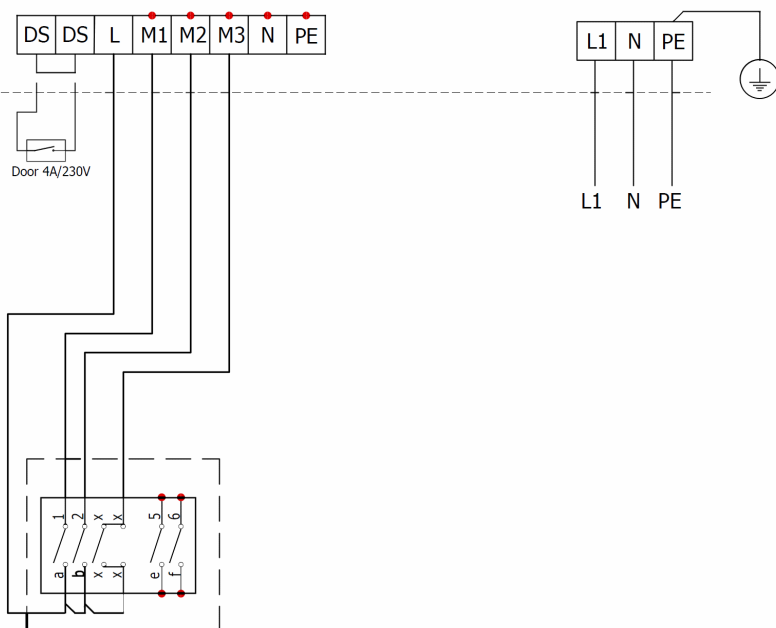 DS DS L M1 M2 M3 N PE
L1 N PE
Door 4A/230V
L1 N PE
1 2 x x 5 6
a b x x e f